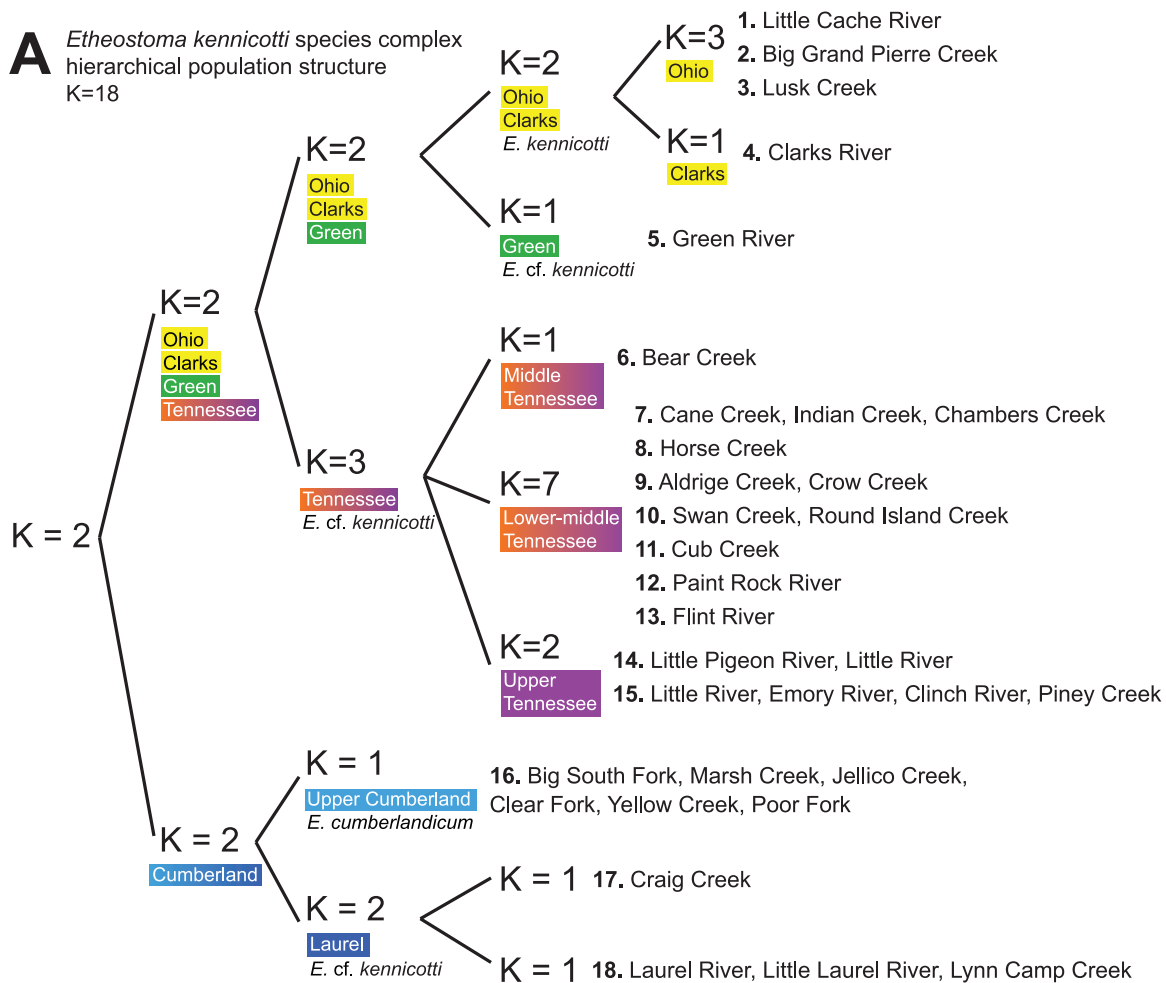 A
Etheostoma kennicotti species complex
hierarchical population structure
K=18
K = 2
K=2
Ohio
Clarks
Green
Tennessee
K=2
Ohio
Clarks
Green
K=2
Ohio
Clarks
E. kennicotti
K=3
Ohio
1. Little Cache River
2. Big Grand Pierre Creek
3. Lusk Creek
K=1
Clarks
4. Clarks River
K=1
Green
E. cf. kennicotti
5. Green River
K=3
Tennessee
E. cf. kennicotti
K=1
Middle
Tennessee
6. Bear Creek
K=7
Lower-middle
Tennessee
7. Cane Creek, Indian Creek, Chambers Creek
8. Horse Creek
9. Aldrige Creek, Crow Creek
10. Swan Creek, Round Island Creek
11. Cub Creek
12. Paint Rock River
13. Flint River
K=2
Upper
Tennessee
14. Little Pigeon River, Little River
15. Little River, Emory River, Clinch River, Piney Creek
K = 2
Cumberland
K = 1
Upper Cumberland
E. cumberlandicum
16. Big South Fork, Marsh Creek, Jellico Creek,
Clear Fork, Yellow Creek, Poor Fork
K = 2
Laurel
E. cf. kennicotti
K = 1
17. Craig Creek
K = 1
18. Laurel River, Little Laurel River, Lynn Camp Creek